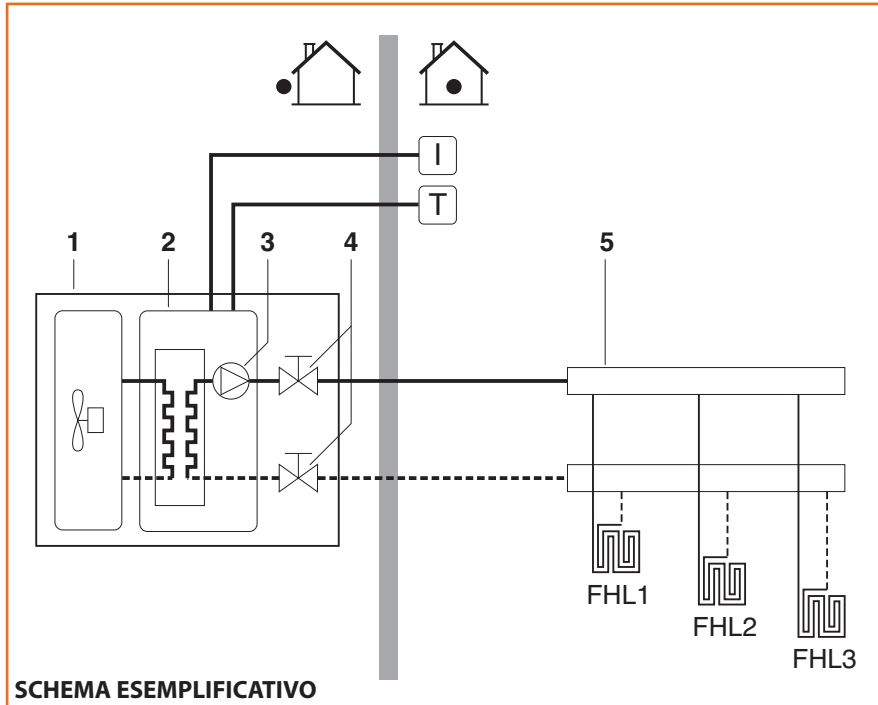 I
T
1 2 3 4 5
FHL1
FHL2
FHL3
SCHEMA ESEMPLIFICATIVO